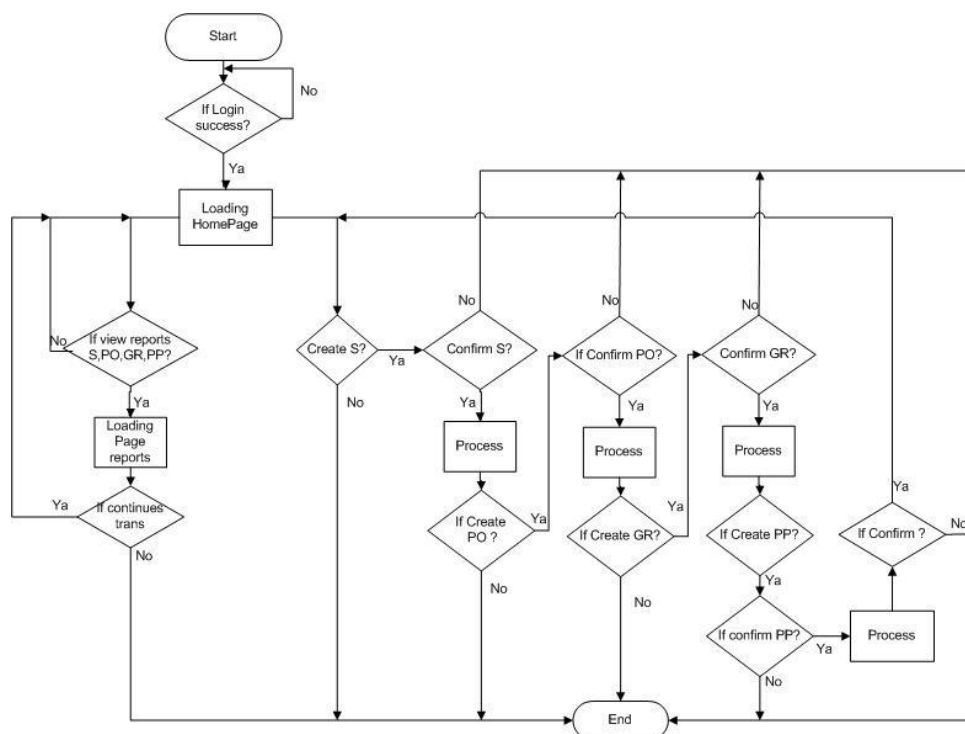 Start
No
If Login
success?
Ya
Loading
HomePage
No
If view reports
S,PO,GR,PP?
Ya
Loading
Page
reports
Ya
If continues
trans
No
Create S?
Ya
No
No
Confirm S?
Ya
Process
If Create
PO ?
Ya
No
No
If Confirm PO?
Ya
Process
If Create GR?
Ya
No
No
Confirm GR?
Ya
Process
If Create PP?
Ya
If confirm PP?
Ya
No
Process
If Confirm ?
Ya
No
End